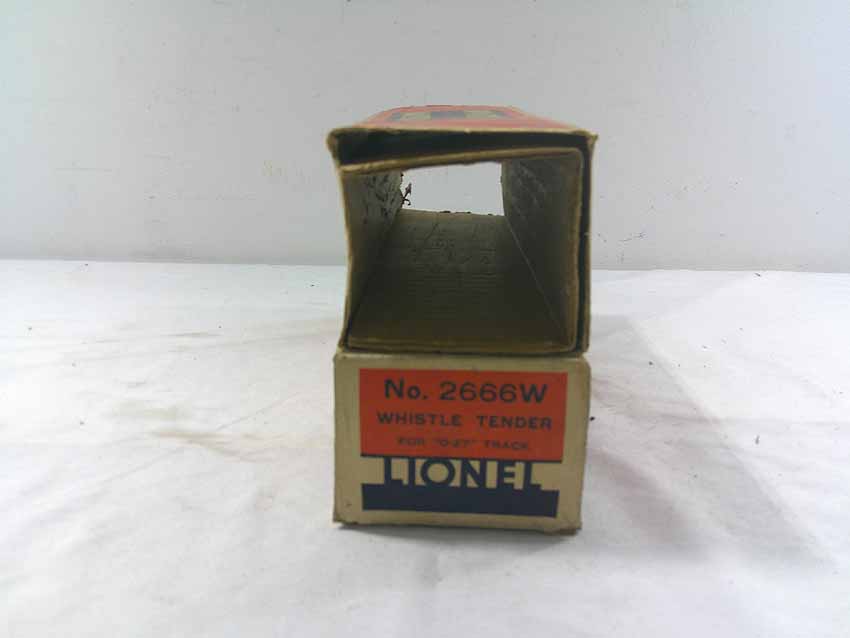 No. 2666W
WHISTLE TENDER
FOR "O-27" TRACK
LIONEL